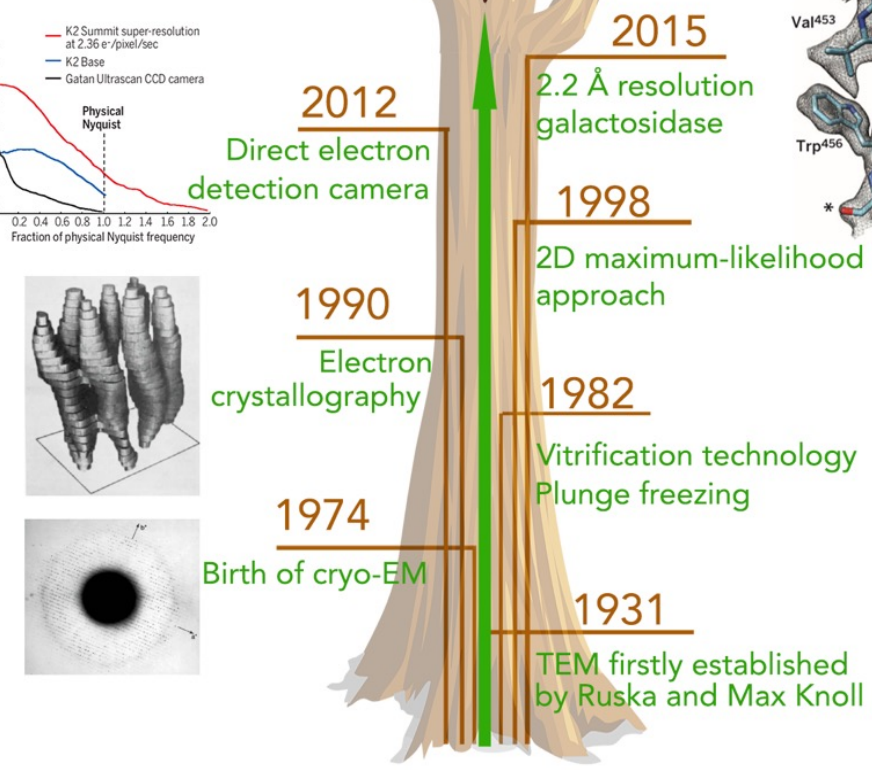 K2 Summit super-resolution
at 2.36 e⁻/pixel/sec
K2 Base
Gatan Ultrascan CCD camera
Physical
Nyquist
0.2 0.4 0.6 0.8 1.0 1.2 1.4 1.6 1.8 2.0
Fraction of physical Nyquist frequency
2015
2.2 Å resolution
galactosidase
Val⁴⁵³
Trp⁴⁵⁶
*
2012
Direct electron
detection camera
1998
2D maximum-likelihood
approach
1990
Electron
crystallography
1982
Vitrification technology
Plunge freezing
1974
Birth of cryo-EM
b*
a*
1931
TEM firstly established
by Ruska and Max Knoll